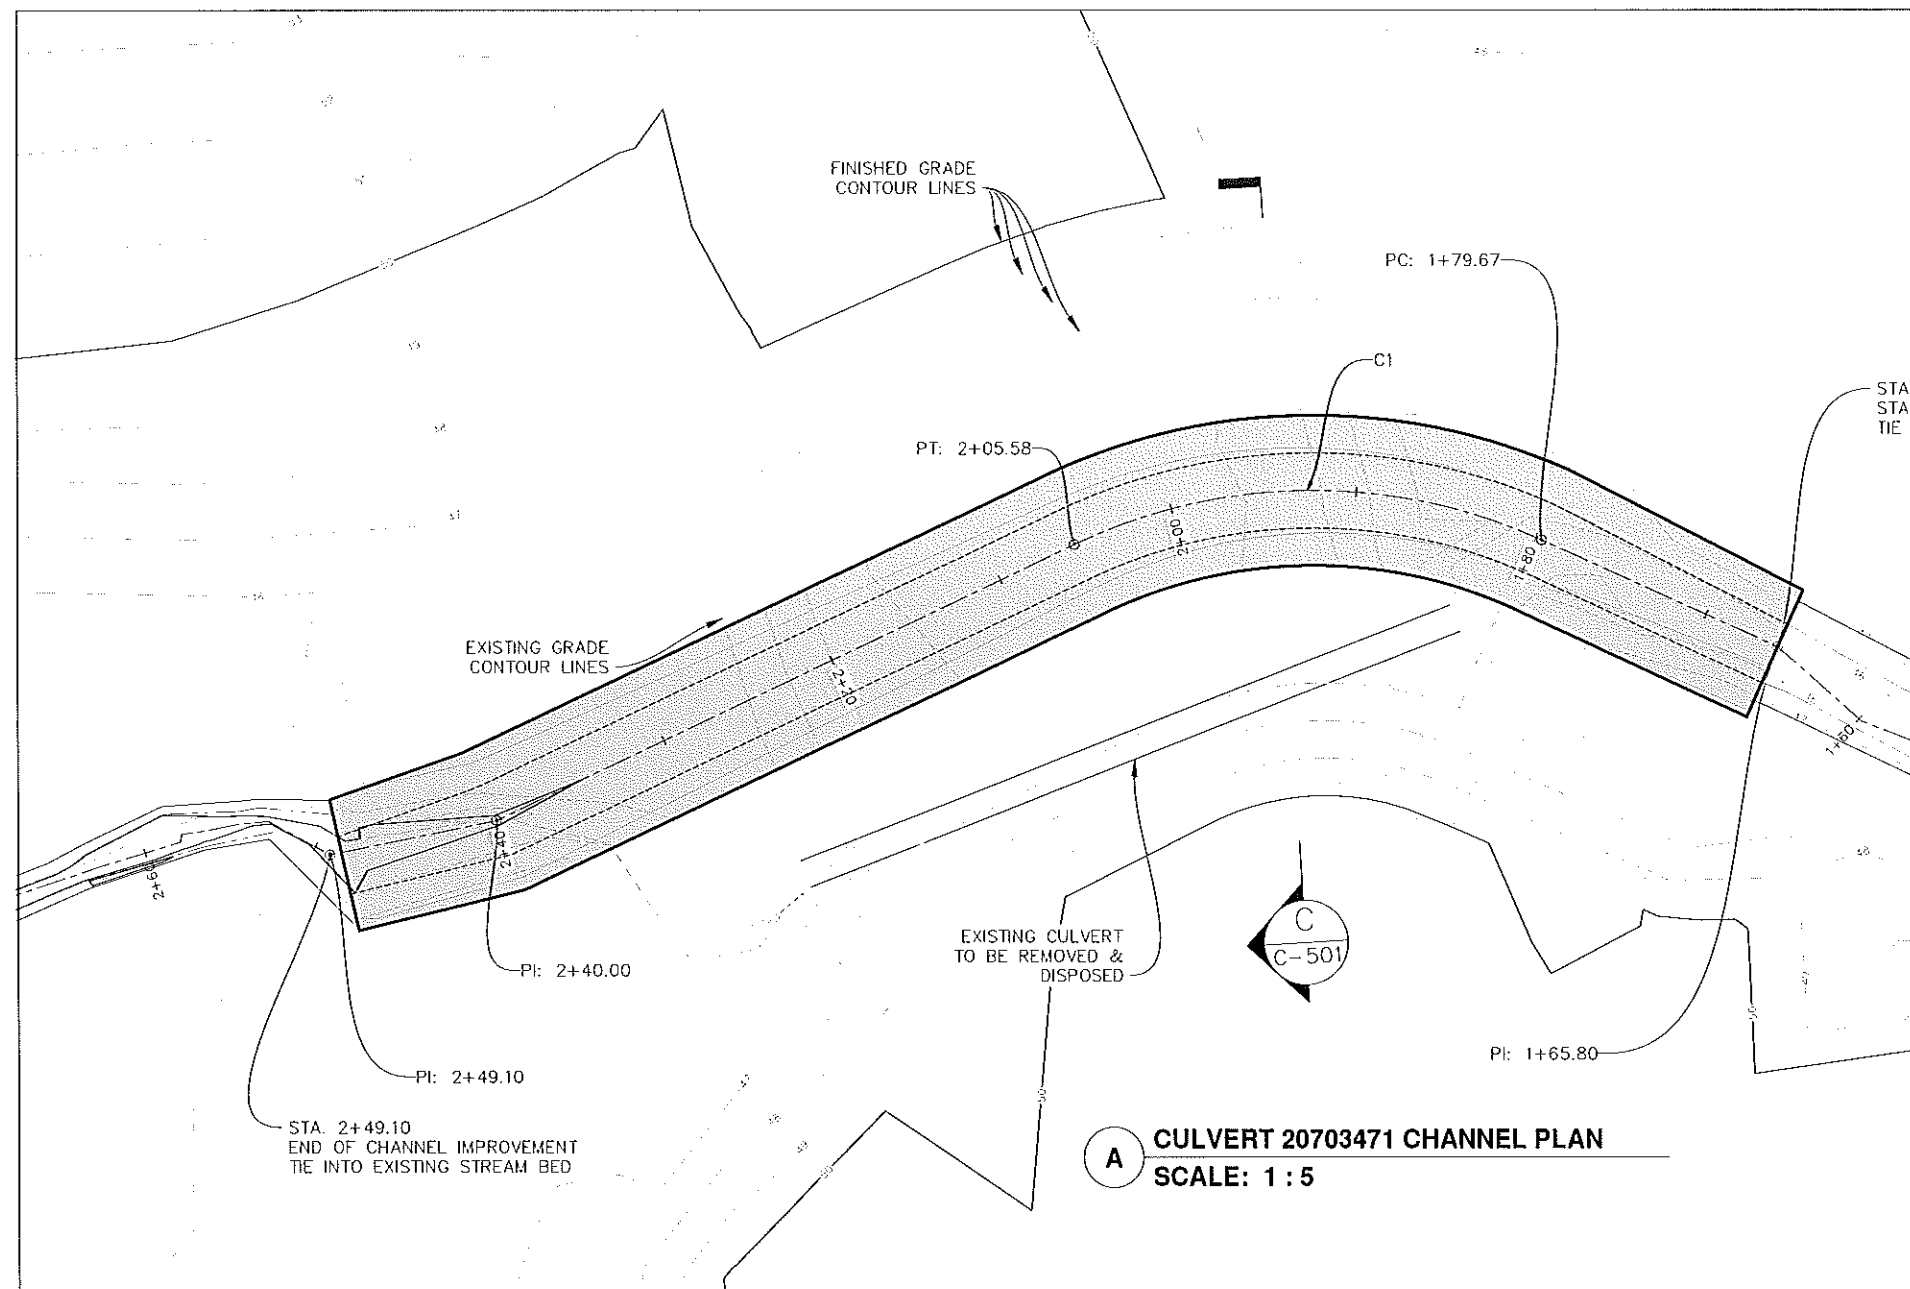 FINISHED GRADE
CONTOUR LINES
PC: 1+79.67
C1
STA
STA
TIE
PT: 2+05.58
2+00
1+80
EXISTING GRADE
CONTOUR LINES
2+20
1+60
2+40
2+60
PI: 2+40.00
EXISTING CULVERT
TO BE REMOVED &
DISPOSED
C
C-501
PI: 1+65.80
PI: 2+49.10
STA. 2+49.10
END OF CHANNEL IMPROVEMENT
TIE INTO EXISTING STREAM BED
A
CULVERT 20703471 CHANNEL PLAN
SCALE: 1 : 5